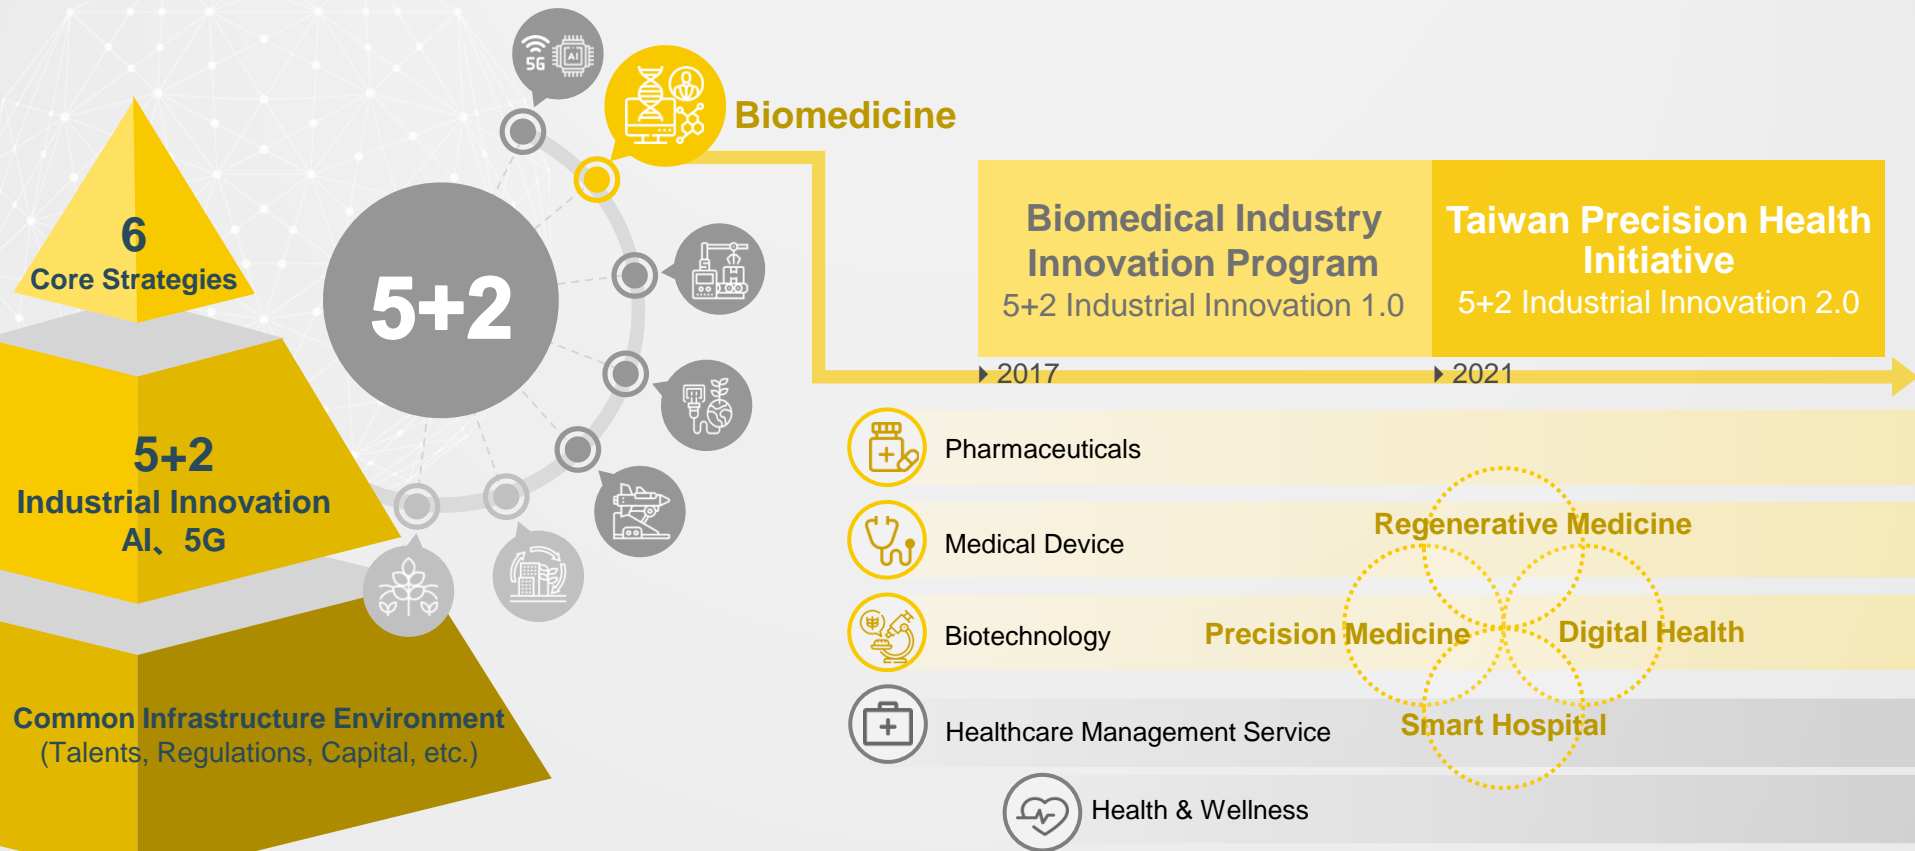 6
Core Strategies
5+2
Industrial Innovation
AI、5G
Common Infrastructure Environment
(Talents, Regulations, Capital, etc.)
5+2
5G
AI
Biomedicine
Biomedical Industry
Innovation Program
5+2 Industrial Innovation 1.0
Taiwan Precision Health
Initiative
5+2 Industrial Innovation 2.0
2017
2021
Pharmaceuticals
Medical Device
Biotechnology
Healthcare Management Service
Health & Wellness
Regenerative Medicine
Precision Medicine
Digital Health
Smart Hospital